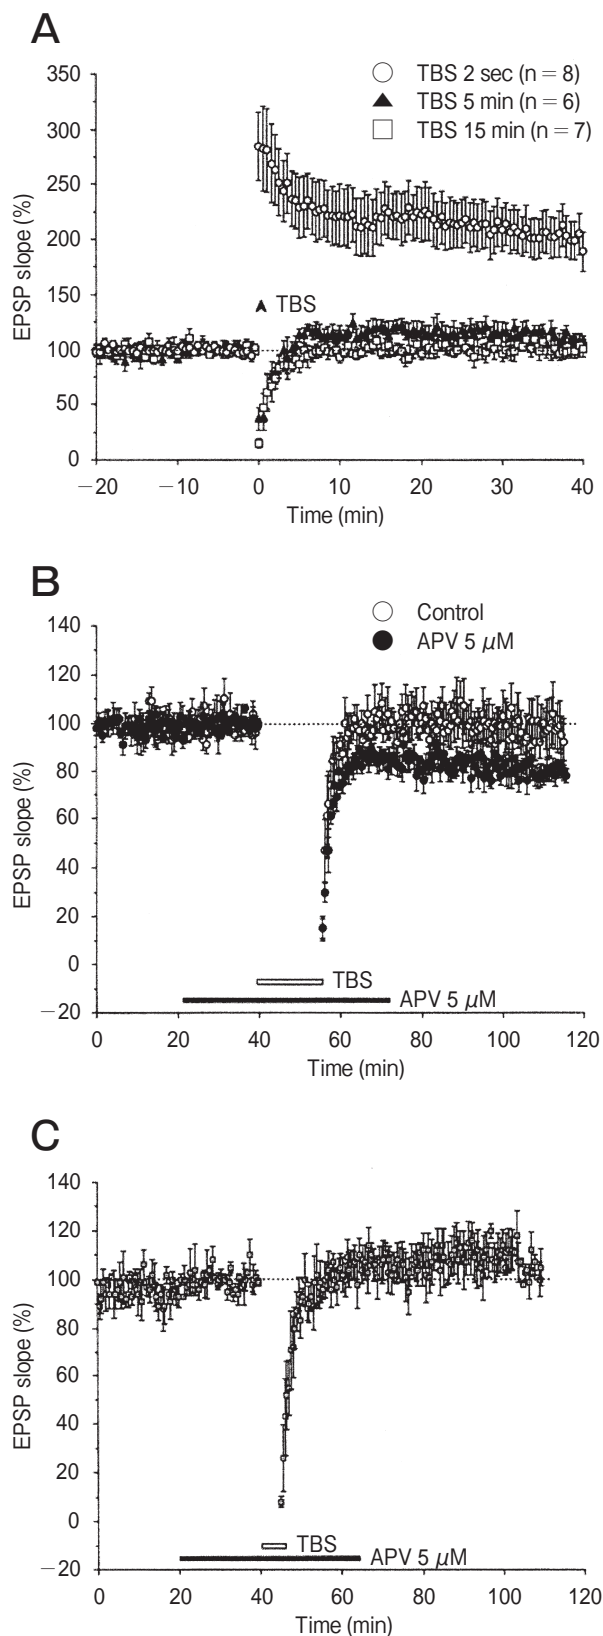 A
350
300
250
200
150
100
50
0
EPSP slope (%)
TBS 2 sec (n = 8)
TBS 5 min (n = 6)
TBS 15 min (n = 7)
TBS
−20 −10 0 10 20 30 40
Time (min)
B
140
120
100
80
60
40
20
0
−20
EPSP slope (%)
Control
APV 5 μM
TBS
APV 5 μM
0 20 40 60 80 100 120
Time (min)
C
140
120
100
80
60
40
20
0
−20
EPSP slope (%)
TBS
APV 5 μM
0 20 40 60 80 100 120
Time (min)